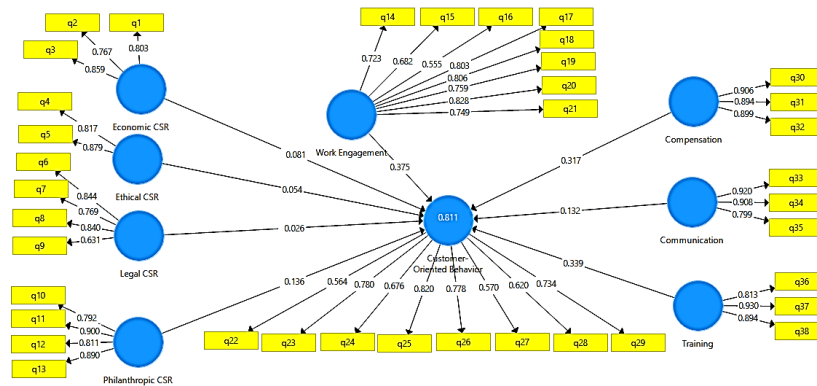 q2
q1
q3
0.767
0.803
0.859
Economic CSR
q4
q5
0.817
0.879
Ethical CSR
q6
q7
q8
q9
0.844
0.769
0.840
0.631
Legal CSR
q10
q11
q12
q13
0.792
0.900
0.811
0.890
Philanthropic CSR
q14
q15
q16
q17
q18
q19
q20
q21
0.723
0.682
0.555
0.803
0.806
0.759
0.828
0.749
Work Engagement
0.375
0.081
0.054
0.026
0.136
0.811
Customer-
Oriented Behavior
0.317
0.132
0.339
0.564
0.780
0.676
0.820
0.778
0.570
0.620
0.734
q22
q23
q24
q25
q26
q27
q28
q29
q30
q31
q32
0.906
0.894
0.899
Compensation
q33
q34
q35
0.920
0.908
0.799
Communication
q36
q37
q38
0.813
0.930
0.894
Training